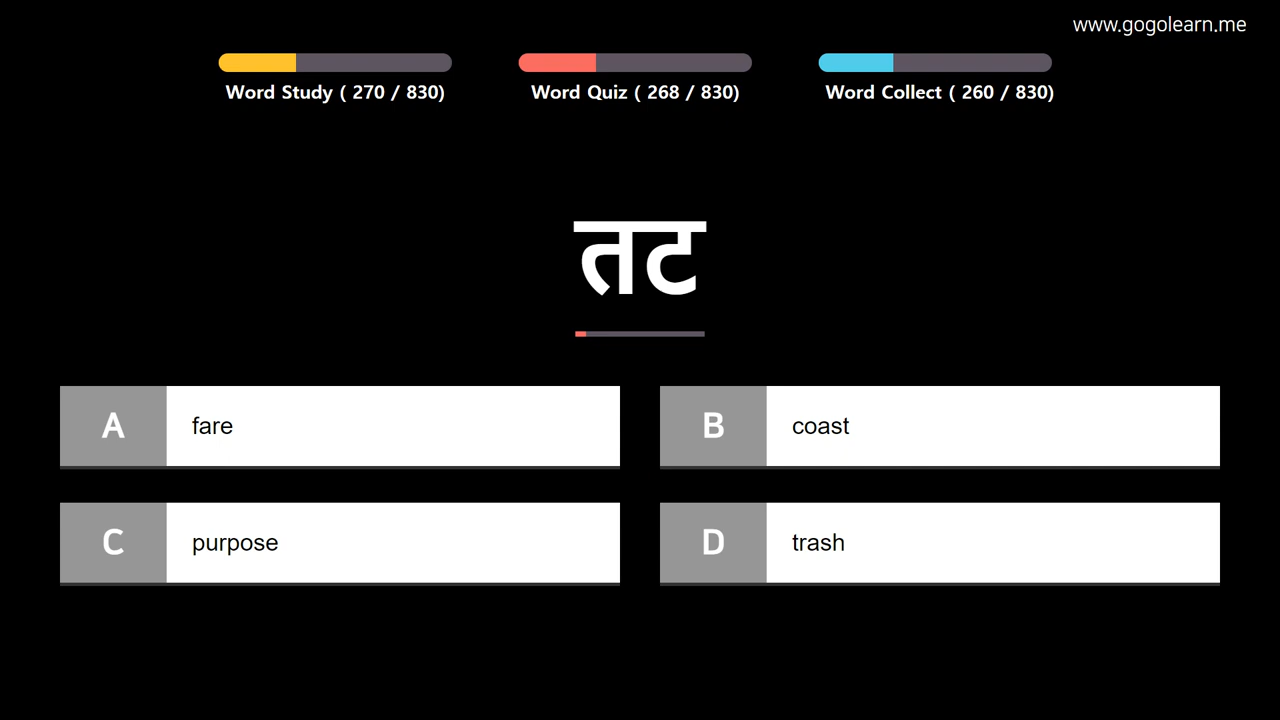 www.gogolearn.me
Word Study ( 270 / 830)
Word Quiz ( 268 / 830)
Word Collect ( 260 / 830)
तट
A fare
B coast
C purpose
D trash